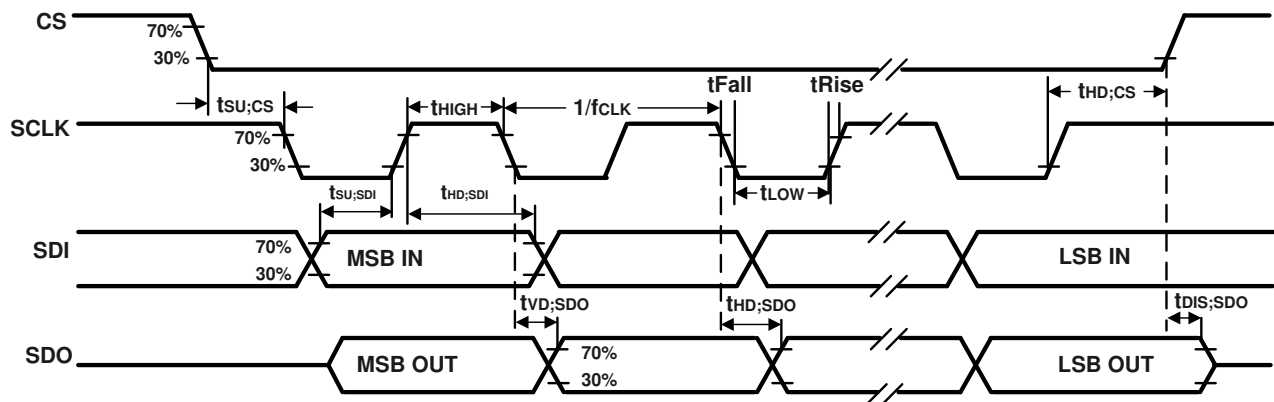 CS
70%
30%
tFall
tRise
tSU;CS
tHIGH
1/fCLK
tHD;CS
SCLK
70%
30%
tSU;SDI
tHD;SDI
tLOW
SDI
70%
30%
MSB IN
LSB IN
tVD;SDO
tHD;SDO
tDIS;SDO
SDO
MSB OUT
70%
30%
LSB OUT